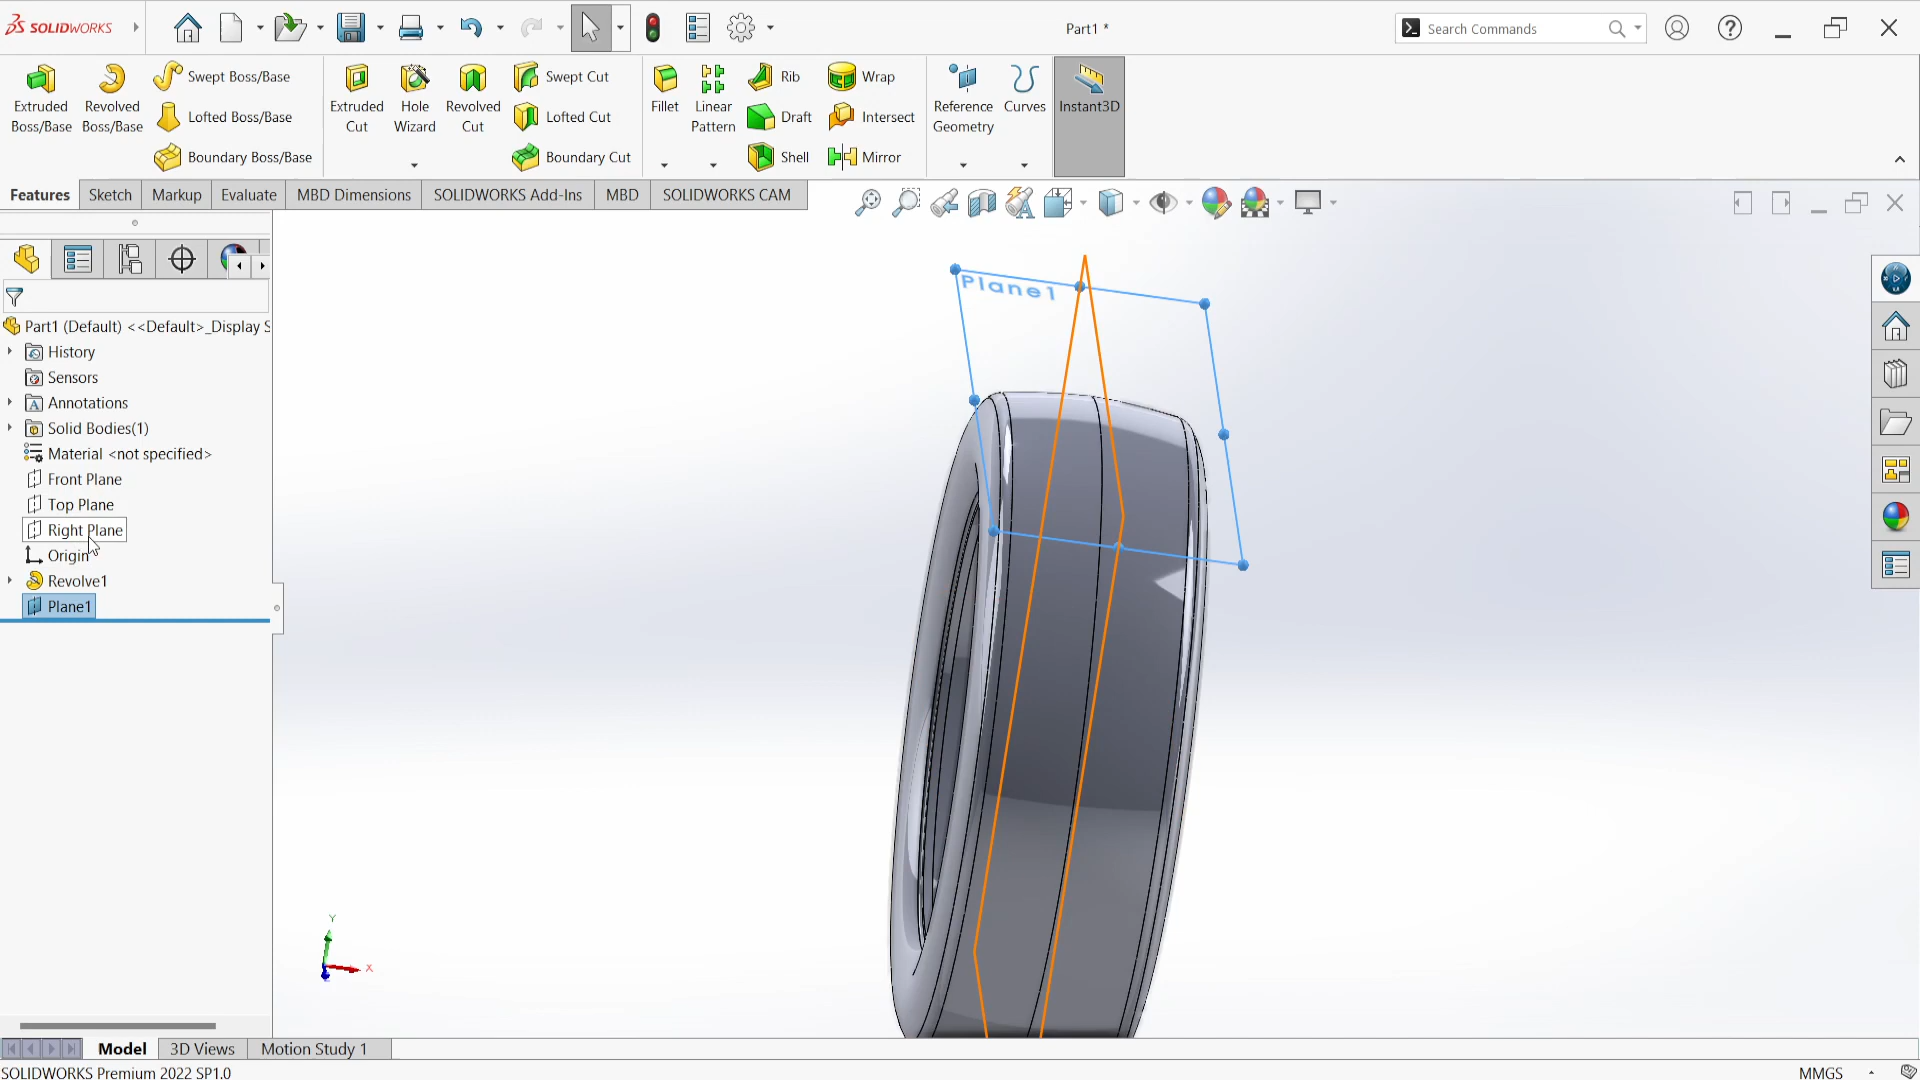 SOLIDWORKS
Part1 *
Search Commands
Extruded
Boss/Base
Revolved
Boss/Base
Swept Boss/Base
Lofted Boss/Base
Boundary Boss/Base
Extruded
Cut
Hole
Wizard
Revolved
Cut
Swept Cut
Lofted Cut
Boundary Cut
Fillet
Linear
Pattern
Rib
Draft
Shell
Wrap
Intersect
Mirror
Reference
Geometry
Curves
Instant3D
Features
Sketch
Markup
Evaluate
MBD Dimensions
SOLIDWORKS Add-Ins
MBD
SOLIDWORKS CAM
Part1 (Default) <<Default>_Display S
History
Sensors
Annotations
Solid Bodies(1)
Material <not specified>
Front Plane
Top Plane
Right Plane
Origin
Revolve1
Plane1
Plane1
Y
X
Model
3D Views
Motion Study 1
SOLIDWORKS Premium 2022 SP1.0
MMGS